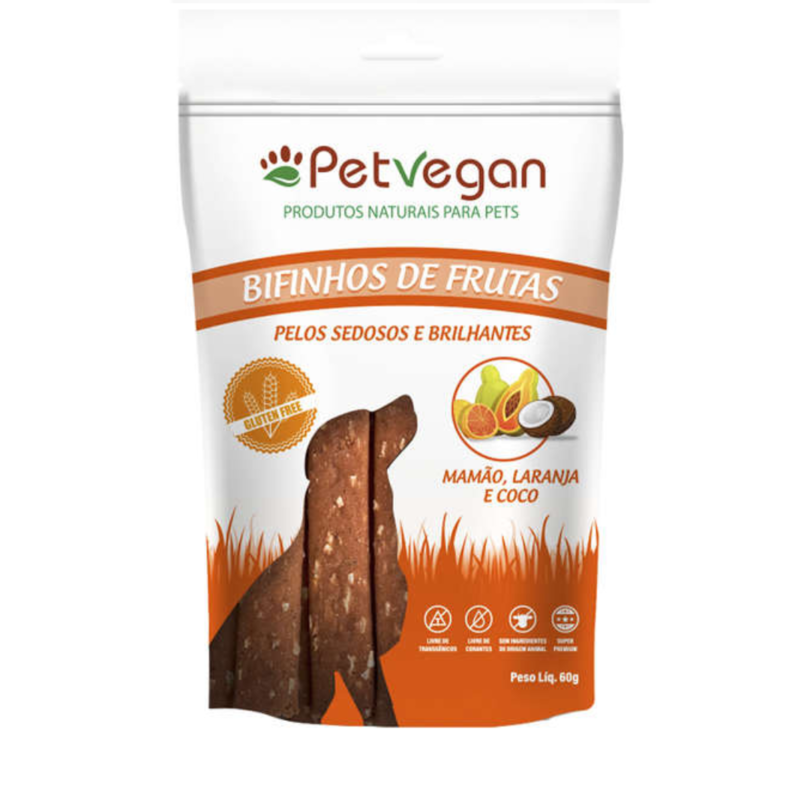 Petvegan
PRODUTOS NATURAIS PARA PETS
BIFINHOS DE FRUTAS
PELOS SEDOSOS E BRILHANTES
GLUTEN FREE
MAMÃO, LARANJA
E COCO
LIVRE DE
TRANSGÊNICOS
LIVRE DE
CORANTES
SEM INGREDIENTES
DE ORIGEM ANIMAL
SUPER
PREMIUM
Peso Líq. 60g